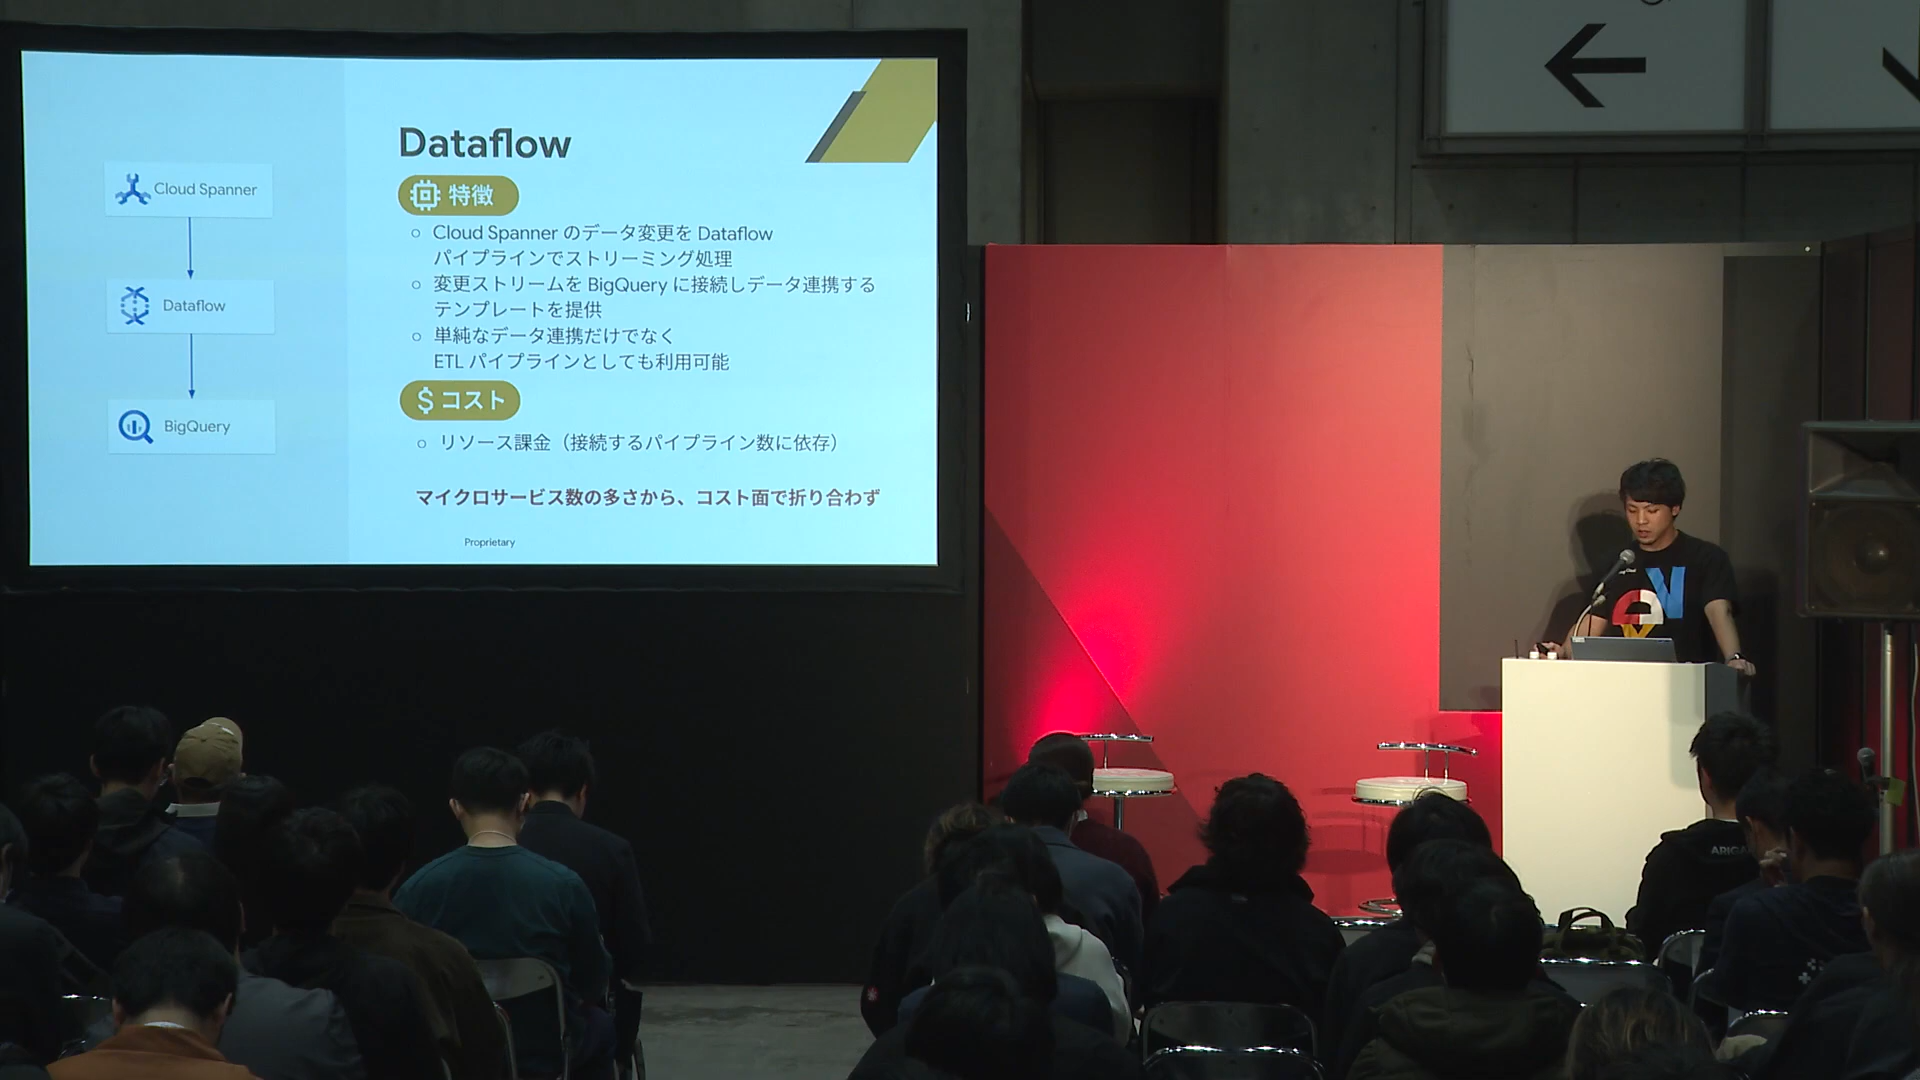 Dataflow
特徴
Cloud Spanner のデータ変更を Dataflow
パイプラインでストリーミング処理
変更ストリームを BigQuery に接続しデータ連携する
テンプレートを提供
単純なデータ連携だけでなく
ETL パイプラインとしても利用可能
$ コスト
リソース課金（接続するパイプライン数に依存）
マイクロサービス数の多さから、コスト面で折り合わず
Proprietary
Cloud Spanner
Dataflow
BigQuery